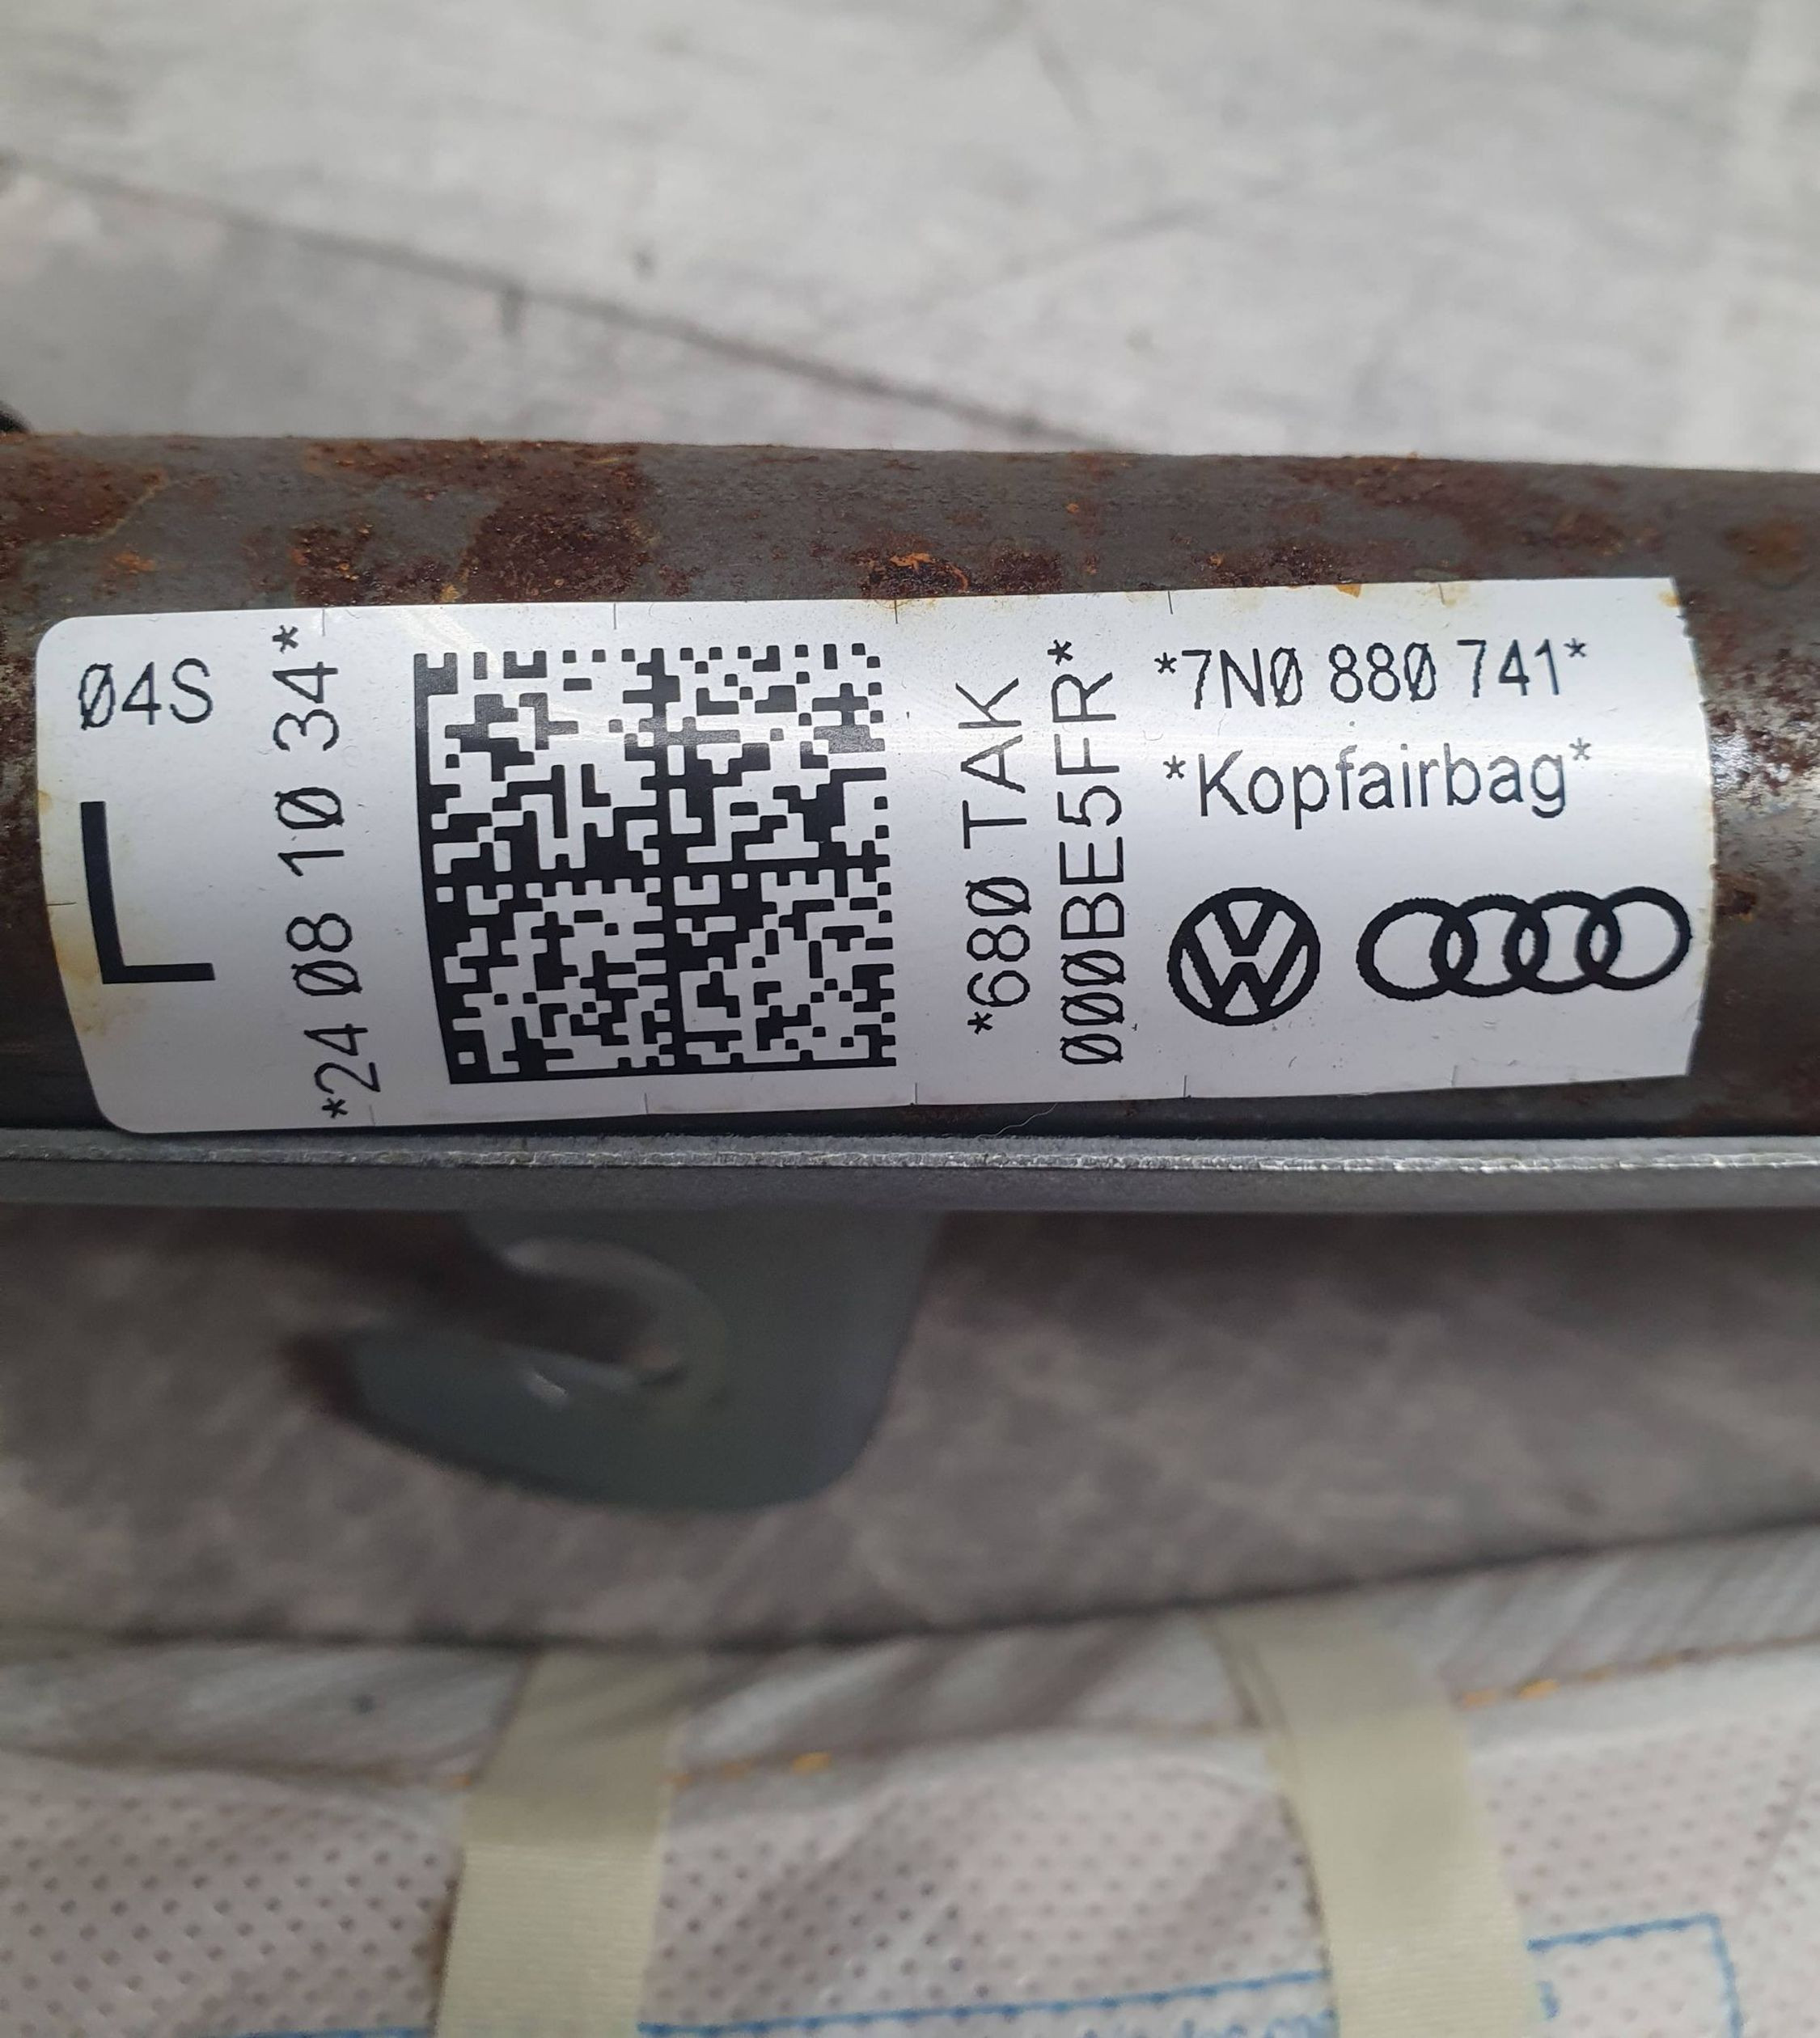 04S
L
*24 08 10 34*
*680 TAK
000BE5FR*
*7N0 880 741*
*Kopfairbag*